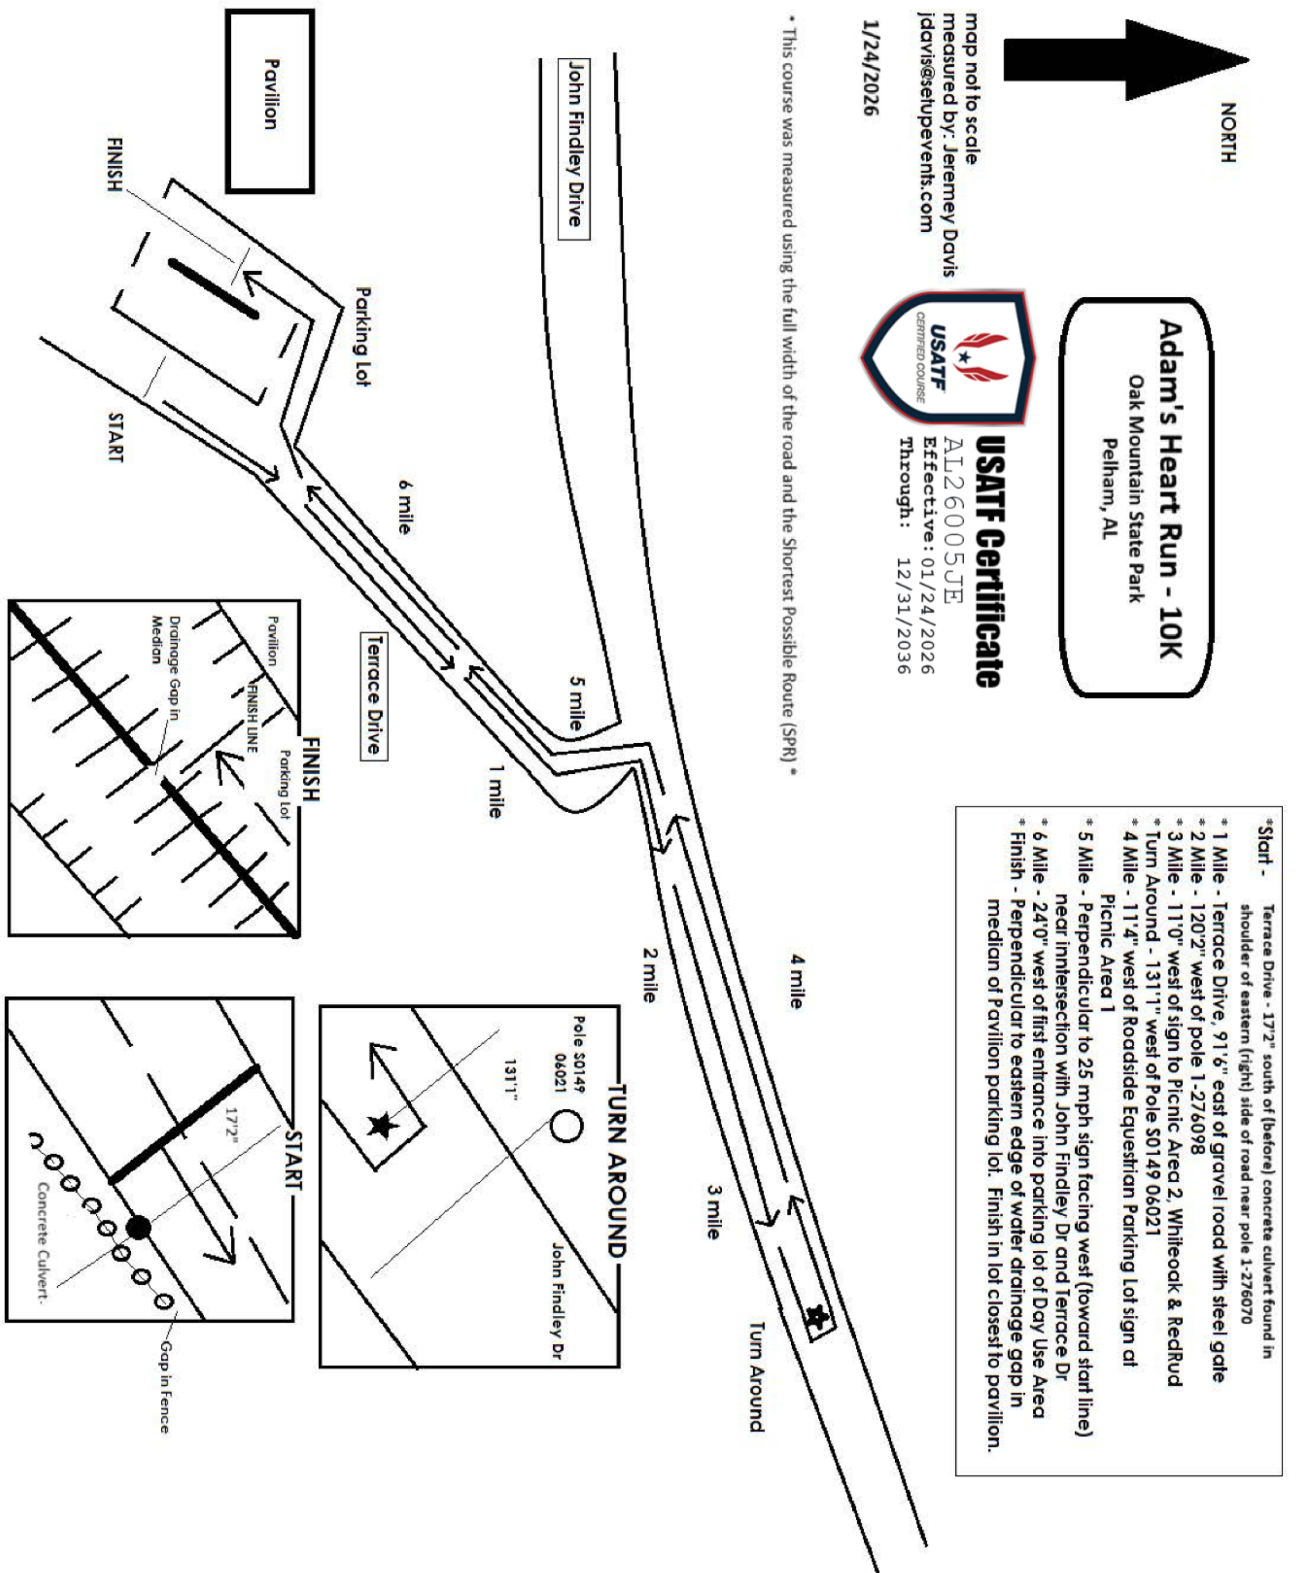 NORTH
map not to scale
measured by: Jeremey Davis
jdavis@setupevents.com
1/24/2026
Adam's Heart Run - 10K
Oak Mountain State Park
Pelham, AL
USATF
CERTIFIED COURSE
USATF Certificate
AL26005JE
Effective: 01/24/2026
Through: 12/31/2036
* This course was measured using the full width of the road and the Shortest Possible Route (SPR) *
*Start - Terrace Drive - 17'2" south of (before) concrete culvert found in
shoulder of eastern (right) side of road near pole 1-276070
* 1 Mile - Terrace Drive, 91'6" east of gravel road with steel gate
* 2 Mile - 120'2" west of pole 1-276098
* 3 Mile - 11'0" west of sign to Picnic Area 2, Whiteoak & RedRud
* Turn Around - 131'1" west of Pole S0149 06021
* 4 Mile - 11'4" west of Roadside Equestrian Parking Lot sign at
Picnic Area 1
* 5 Mile - Perpendicular to 25 mph sign facing west (toward start line)
near inntersection with John Findley Dr and Terrace Dr
* 6 Mile - 24'0" west of first entrance into parking lot of Day Use Area
* Finish - Perpendicular to eastern edge of water drainage gap in
median of Pavilion parking lot. Finish in lot closest to pavilion.
John Findley Drive
Pavilion
FINISH
Parking Lot
START
6 mile
Terrace Drive
5 mile
1 mile
4 mile
2 mile
3 mile
Turn Around
FINISH
Pavilion
Parking Lot
FINISH LINE
Drainage Gap in
Median
TURN AROUND
Pole S0149
06021
John Findley Dr
131'1"
START
17'2"
Concrete Culvert-
Gap in Fence